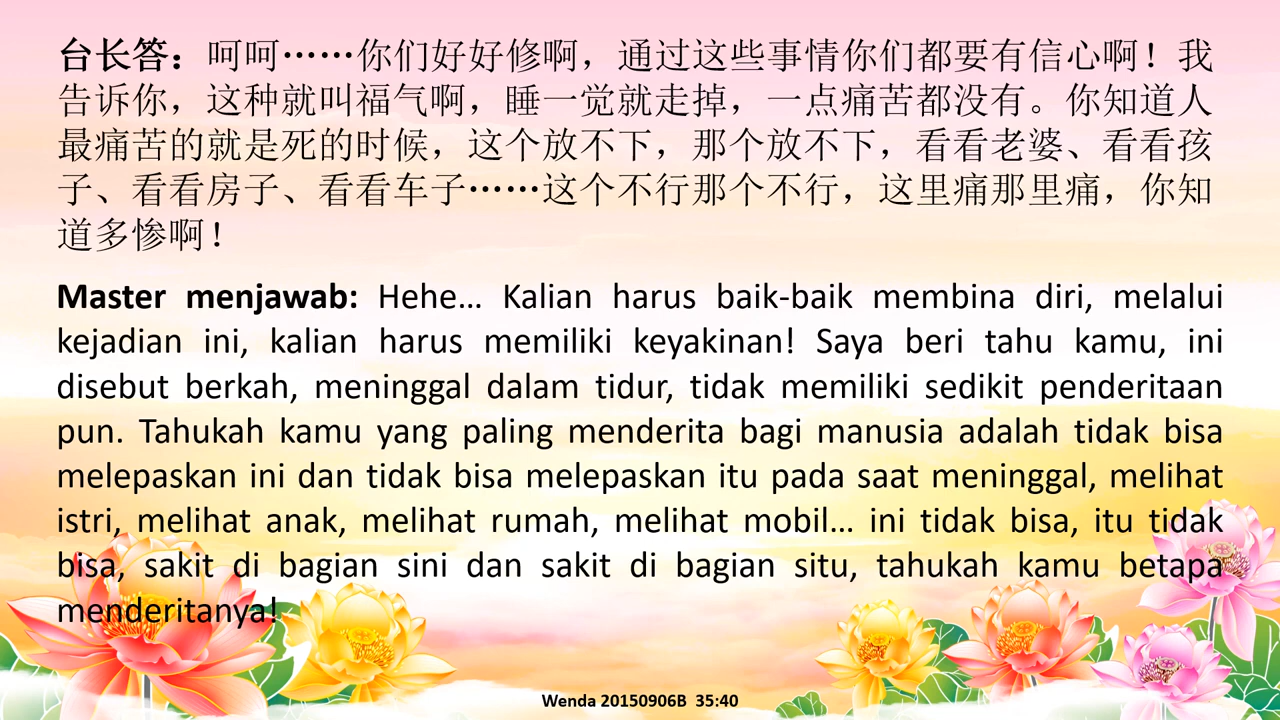 台长答：呵呵……你们好好修啊，通过这些事情你们都要有信心啊！我
告诉你，这种就叫福气啊，睡一觉就走掉，一点痛苦都没有。你知道人
最痛苦的就是死的时候，这个放不下，那个放不下，看看老婆、看看孩
子、看看房子、看看车子……这个不行那个不行，这里痛那里痛，你知
道多惨啊！
Master menjawab: Hehe… Kalian harus baik-baik membina diri, melalui
kejadian ini, kalian harus memiliki keyakinan! Saya beri tahu kamu, ini
disebut berkah, meninggal dalam tidur, tidak memiliki sedikit penderitaan
pun. Tahukah kamu yang paling menderita bagi manusia adalah tidak bisa
melepaskan ini dan tidak bisa melepaskan itu pada saat meninggal, melihat
istri, melihat anak, melihat rumah, melihat mobil… ini tidak bisa, itu tidak
bisa, sakit di bagian sini dan sakit di bagian situ, tahukah kamu betapa
menderitanya!
Wenda 20150906B 35:40